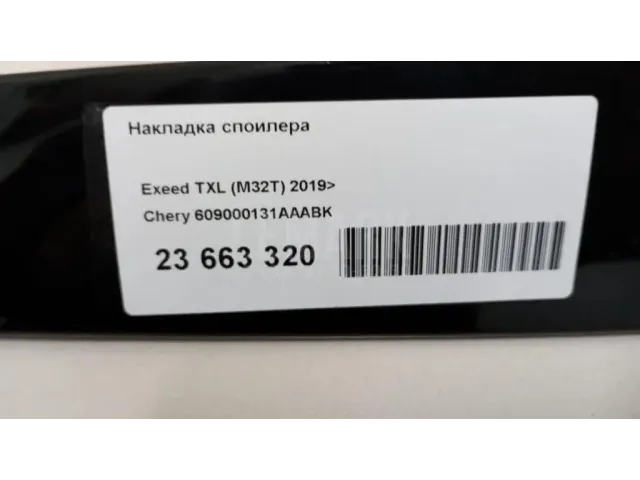 Накладка спойлера
Exeed TXL (M32T) 2019>
Chery 609000131AAABK
23 663 320